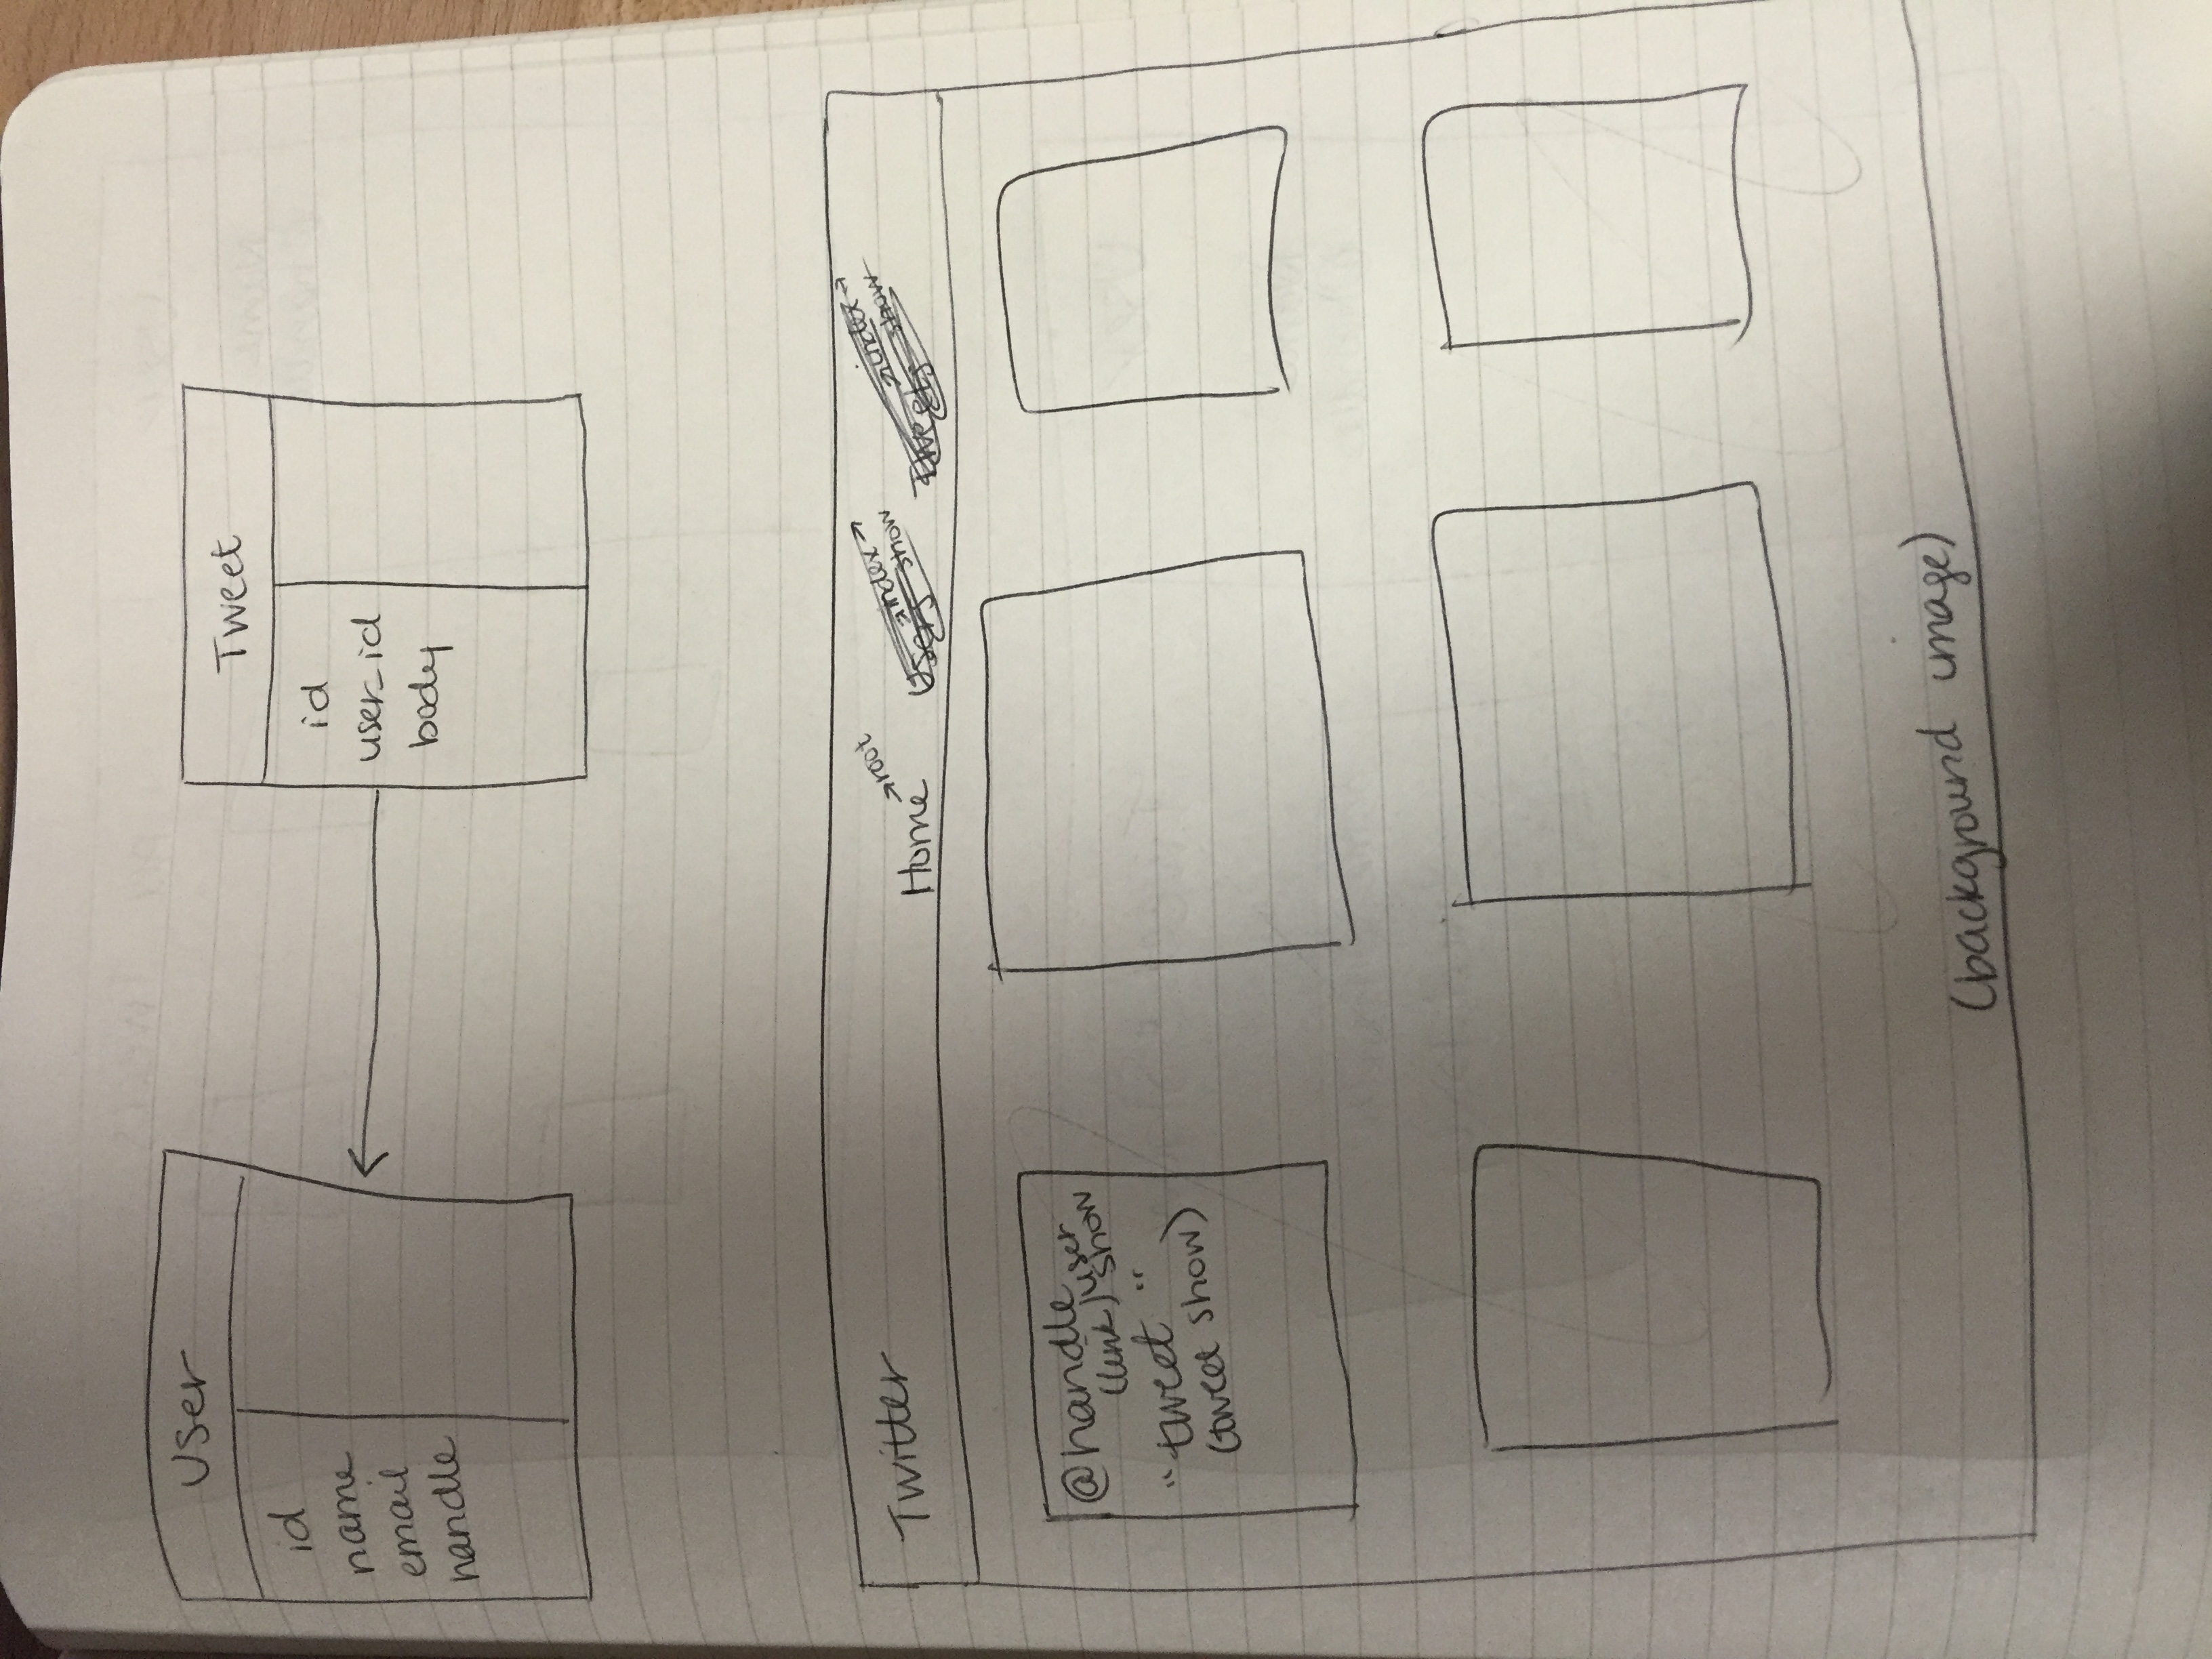 User
id
name
email
handle
Tweet
id
user_id
body
Twitter
Home →root
Users →index→ show
Tweets →index→ show
@handle
(link) user show
"tweet"
(tweet show)
(background image)